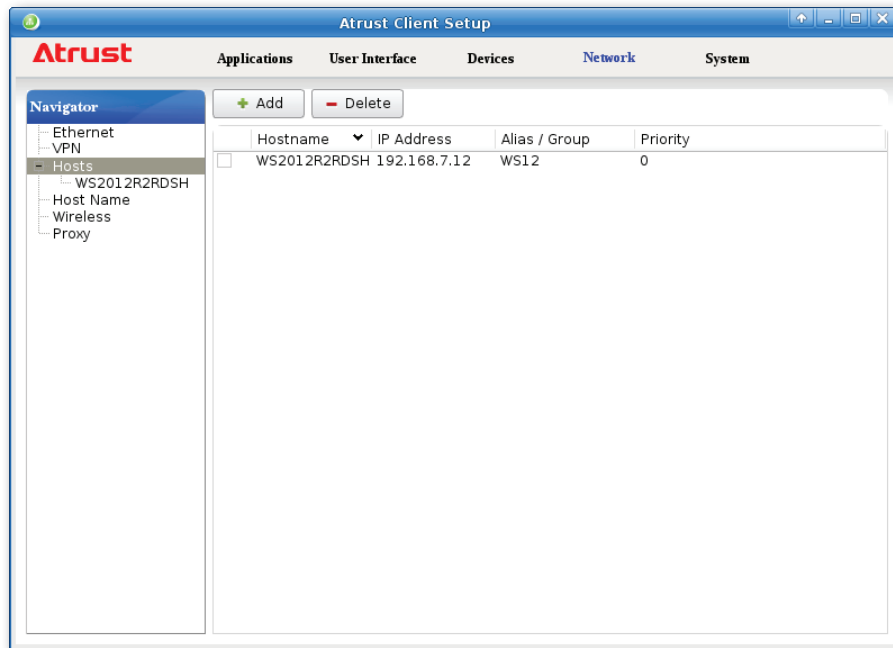 Atrust Client Setup
Atrust
Applications User Interface Devices Network System
Navigator
Ethernet
VPN
Hosts
WS2012R2RDSH
Host Name
Wireless
Proxy
Add Delete
Hostname IP Address Alias / Group Priority
WS2012R2RDSH 192.168.7.12 WS12 0